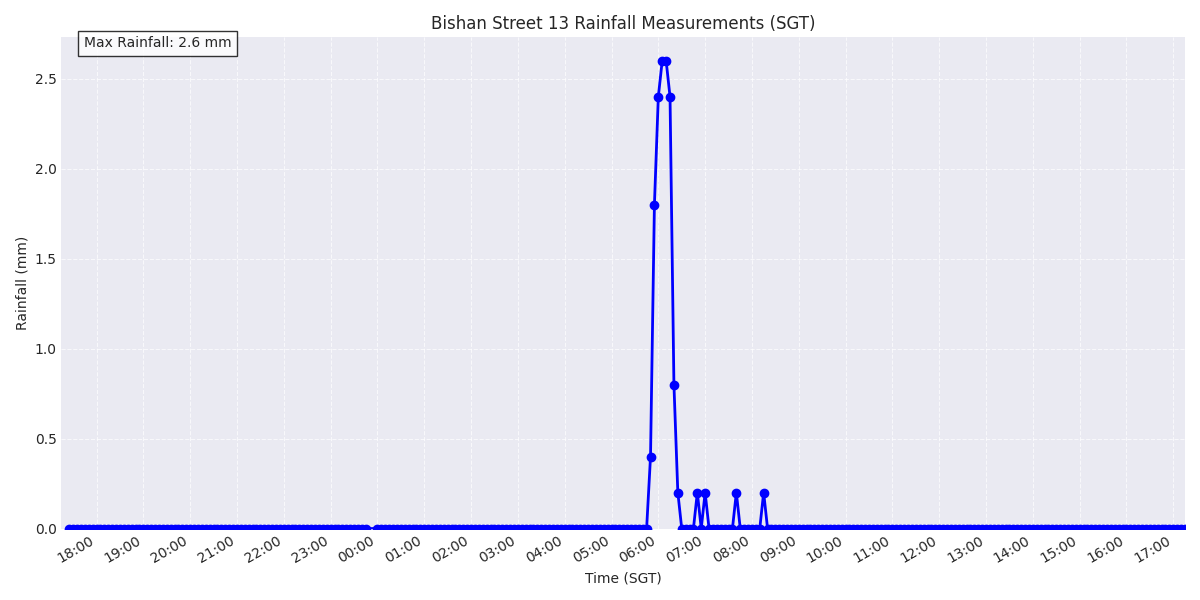 Bishan Street 13 Rainfall Measurements (SGT)
Max Rainfall: 2.6 mm
Rainfall (mm)
2.5
2.0
1.5
1.0
0.5
0.0
18:00 19:00 20:00 21:00 22:00 23:00 00:00 01:00 02:00 03:00 04:00 05:00 06:00 07:00 08:00 09:00 10:00 11:00 12:00 13:00 14:00 15:00 16:00 17:00
Time (SGT)